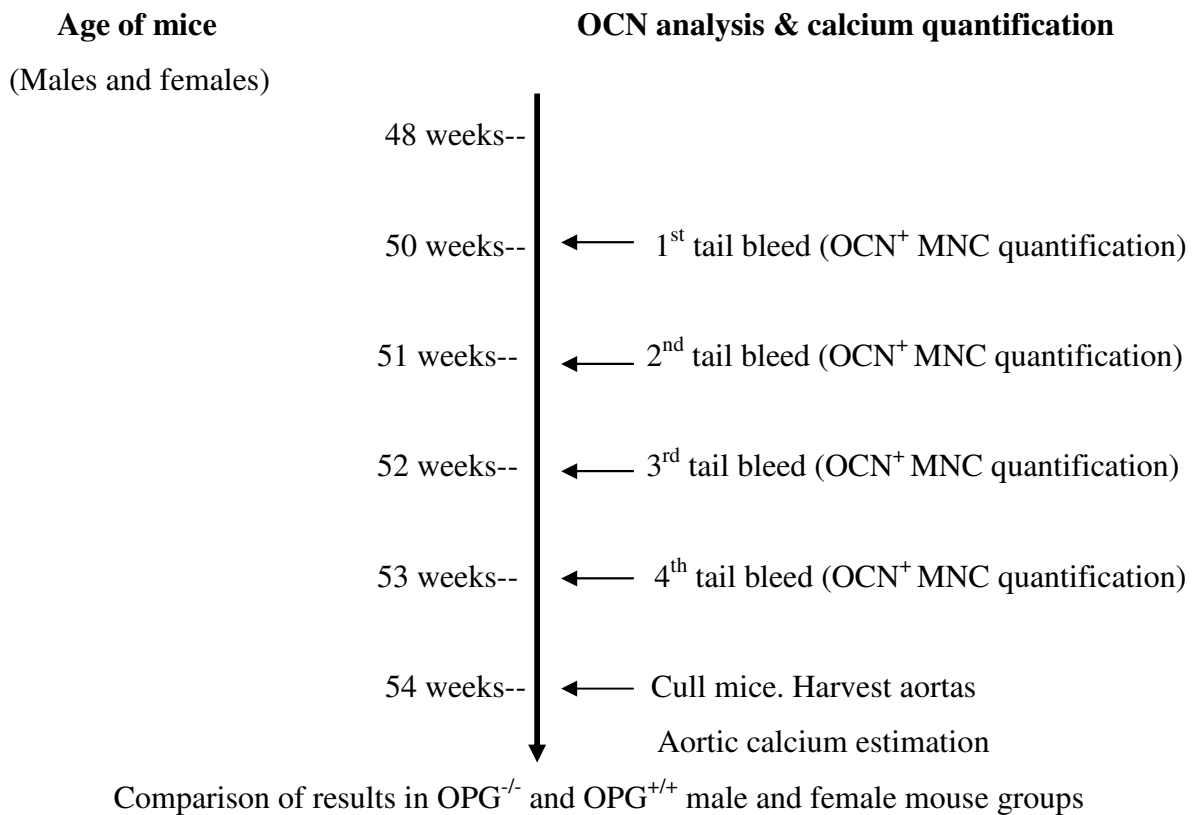 Age of mice OCN analysis & calcium quantification
(Males and females)
48 weeks--
50 weeks-- 1st tail bleed (OCN+ MNC quantification)
51 weeks-- 2nd tail bleed (OCN+ MNC quantification)
52 weeks-- 3rd tail bleed (OCN+ MNC quantification)
53 weeks-- 4th tail bleed (OCN+ MNC quantification)
54 weeks-- Cull mice. Harvest aortas
Aortic calcium estimation
Comparison of results in OPG-/- and OPG+/+ male and female mouse groups